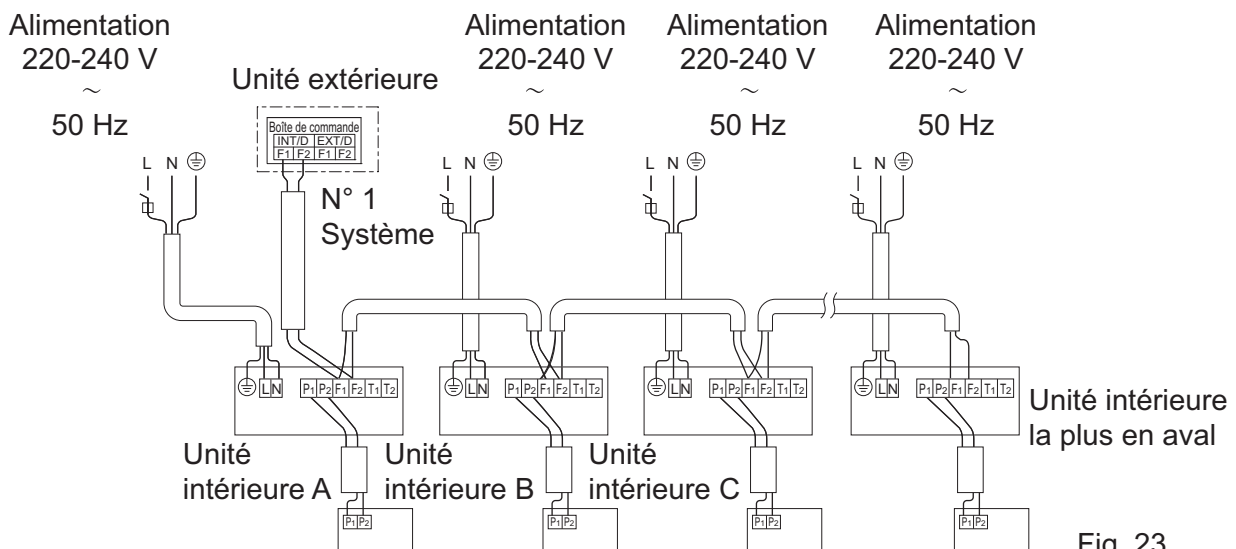 Alimentation
220-240 V
~
50 Hz
Unité extérieure
Boîte de commande
INT/D EXT/D
F1 F2 F1 F2
N° 1
Système
Alimentation
220-240 V
~
50 Hz
Alimentation
220-240 V
~
50 Hz
Alimentation
220-240 V
~
50 Hz
L N
L N
L N
L N
L N P1 P2 F1 F2 T1 T2
L N P1 P2 F1 F2 T1 T2
L N P1 P2 F1 F2 T1 T2
L N P1 P2 F1 F2 T1 T2
Unité
intérieure A
Unité
intérieure B
Unité
intérieure C
Unité intérieure
la plus en aval
P1 P2
P1 P2
P1 P2
P1 P2
Fig. 23